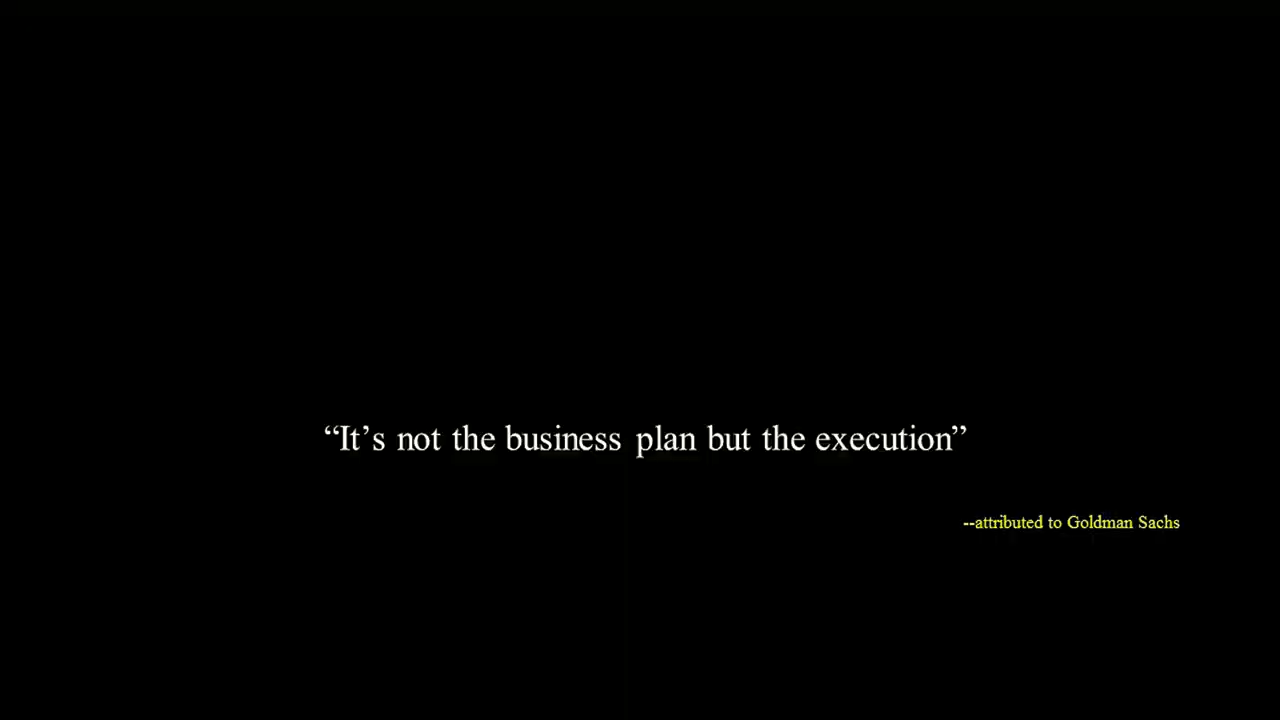 “It’s not the business plan but the execution”
--attributed to Goldman Sachs